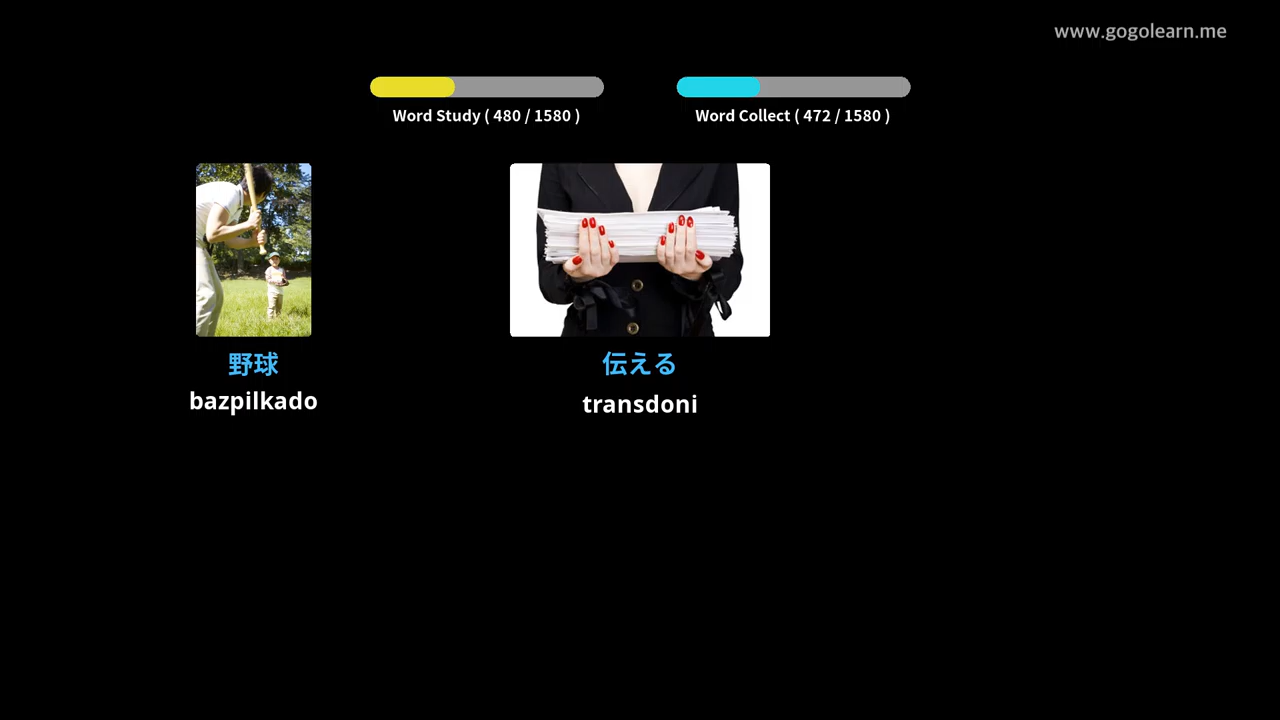 www.gogolearn.me
Word Study ( 480 / 1580 )
Word Collect ( 472 / 1580 )
野球
bazpilkado
伝える
transdoni